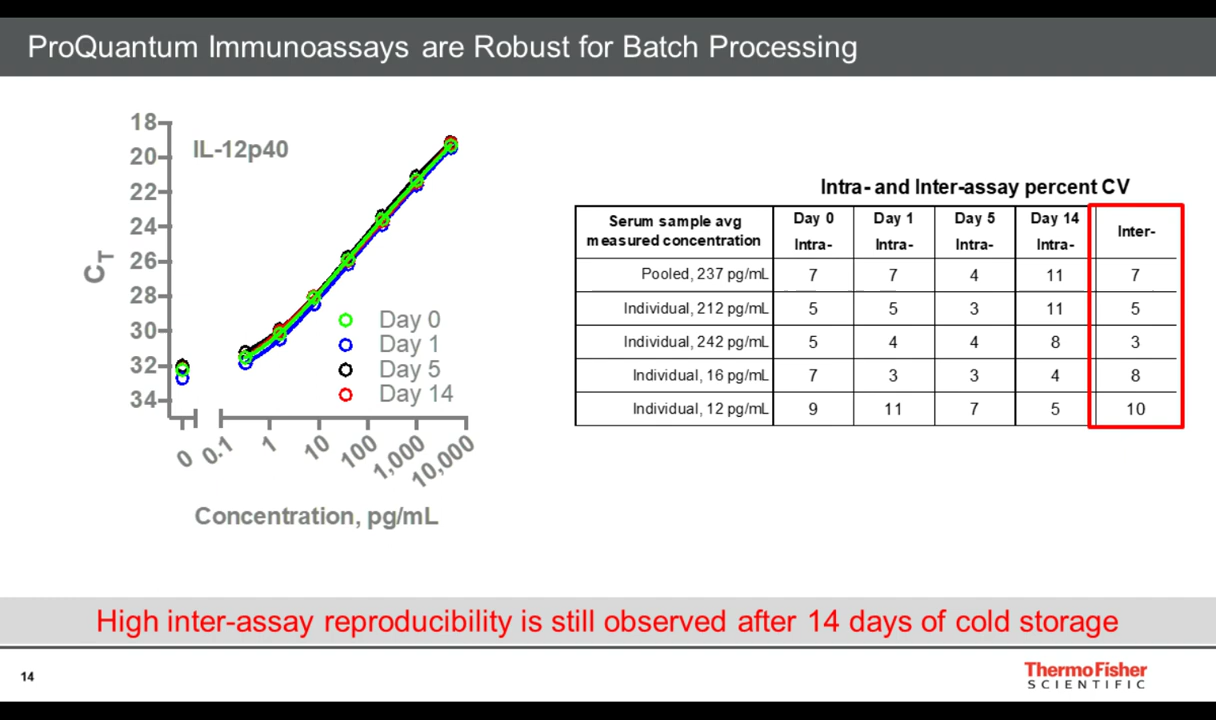 ProQuantum Immunoassays are Robust for Batch Processing
18
20
22
24
26
28
30
32
34
CT
IL-12p40
Day 0
Day 1
Day 5
Day 14
0 0.1 1 10 100 1,000 10,000
Concentration, pg/mL
Intra- and Inter-assay percent CV
Serum sample avg measured concentration Day 0 Intra- Day 1 Intra- Day 5 Intra- Day 14 Intra- Inter-
Pooled, 237 pg/mL 7 7 4 11 7
Individual, 212 pg/mL 5 5 3 11 5
Individual, 242 pg/mL 5 4 4 8 3
Individual, 16 pg/mL 7 3 3 4 8
Individual, 12 pg/mL 9 11 7 5 10
High inter-assay reproducibility is still observed after 14 days of cold storage
14
ThermoFisher
SCIENTIFIC